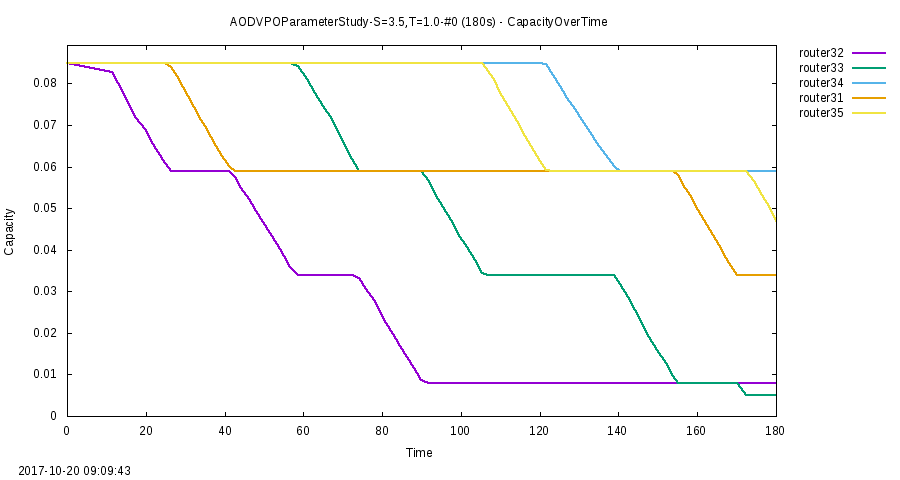 AODVPOParameterStudy-S=3.5,T=1.0-#0 (180s) - CapacityOverTime
router32
router33
router34
router31
router35
0.08
0.07
0.06
0.05
0.04
0.03
0.02
0.01
0
Capacity
0 20 40 60 80 100 120 140 160 180
Time
2017-10-20 09:09:43